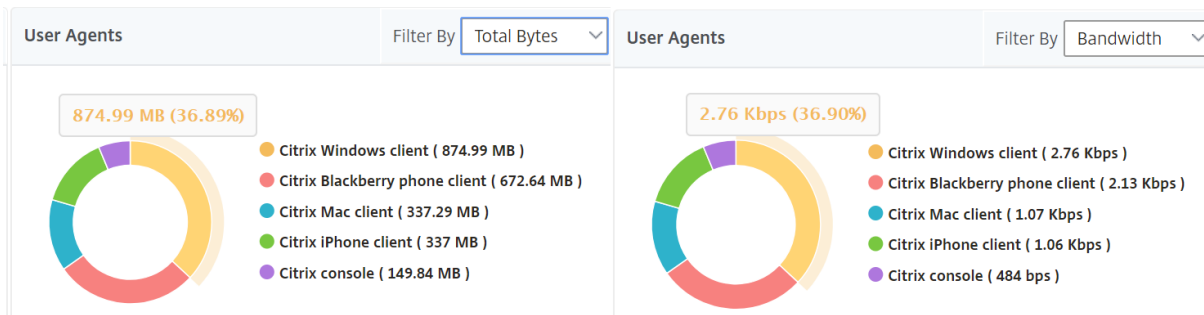 User Agents
Filter By Total Bytes
874.99 MB (36.89%)
Citrix Windows client ( 874.99 MB )
Citrix Blackberry phone client ( 672.64 MB )
Citrix Mac client ( 337.29 MB )
Citrix iPhone client ( 337 MB )
Citrix console ( 149.84 MB )
User Agents
Filter By Bandwidth
2.76 Kbps (36.90%)
Citrix Windows client ( 2.76 Kbps )
Citrix Blackberry phone client ( 2.13 Kbps )
Citrix Mac client ( 1.07 Kbps )
Citrix iPhone client ( 1.06 Kbps )
Citrix console ( 484 bps )